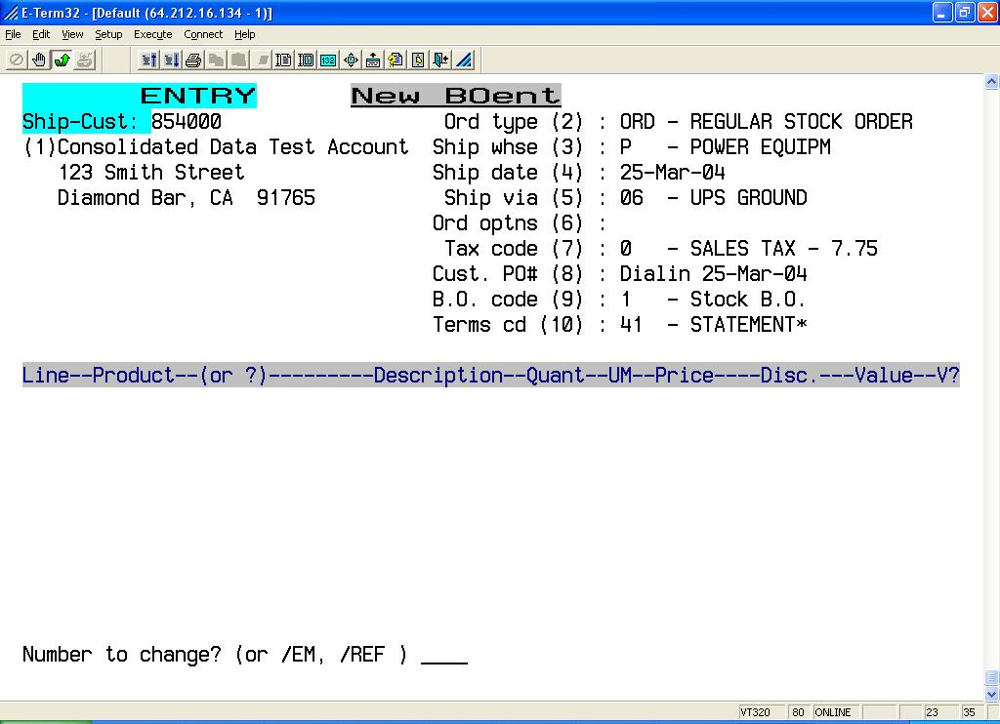 E-Term32 - [Default (64.212.16.134 - 1)]
File Edit View Setup Execute Connect Help
132
ENTRY New BOent
Ship-Cust: 854000 Ord type (2) : ORD - REGULAR STOCK ORDER
(1)Consolidated Data Test Account Ship whse (3) : P - POWER EQUIPM
123 Smith Street Ship date (4) : 25-Mar-04
Diamond Bar, CA 91765 Ship via (5) : 06 - UPS GROUND
Ord optns (6) :
Tax code (7) : 0 - SALES TAX - 7.75
Cust. PO# (8) : Dialin 25-Mar-04
B.O. code (9) : 1 - Stock B.O.
Terms cd (10) : 41 - STATEMENT*
Line--Product--(or ?)---------Description--Quant--UM--Price----Disc.---Value--V?
Number to change? (or /EM, /REF ) ____
VT320 80 ONLINE 23 35